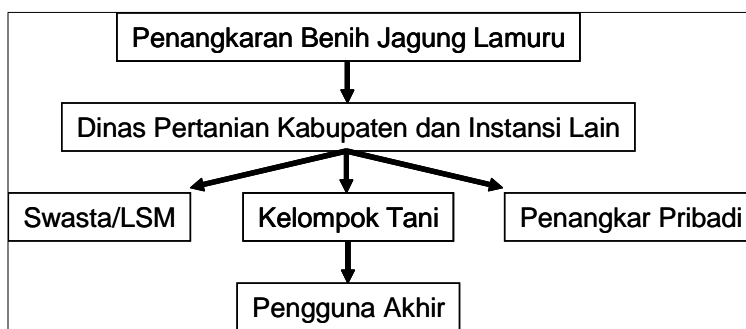 Penangkaran Benih Jagung Lamuru
Dinas Pertanian Kabupaten dan Instansi Lain
Swasta/LSM
Kelompok Tani
Penangkar Pribadi
Pengguna Akhir